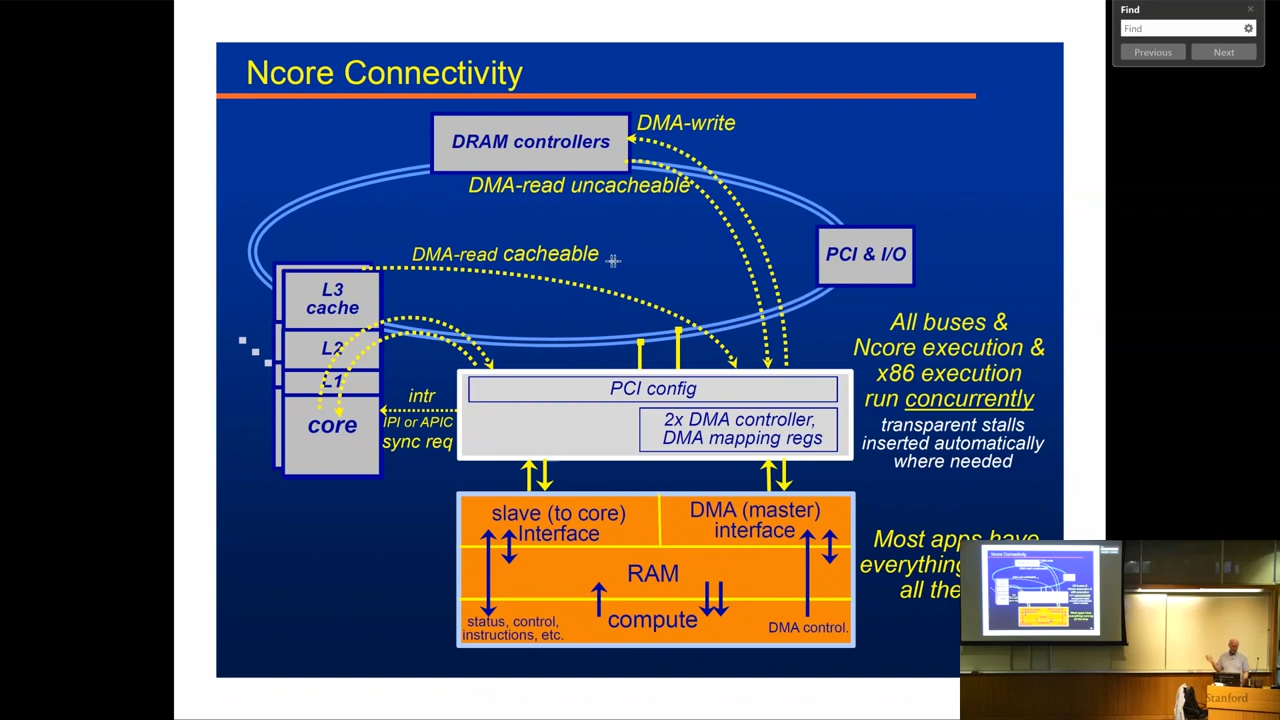 Find
Find
Previous
Next
Ncore Connectivity
DRAM controllers
DMA-write
DMA-read uncacheable
PCI & I/O
DMA-read cacheable
L3
cache
L2
L1
core
intr
IPI or APIC
sync req
PCI config
2x DMA controller,
DMA mapping regs
All buses &
Ncore execution &
x86 execution
run concurrently
transparent stalls
inserted automatically
where needed
slave (to core)
Interface
DMA (master)
interface
RAM
compute
status, control,
instructions, etc.
DMA control.
Most apps have
everything
all the
Ncore Connectivity
Stanford